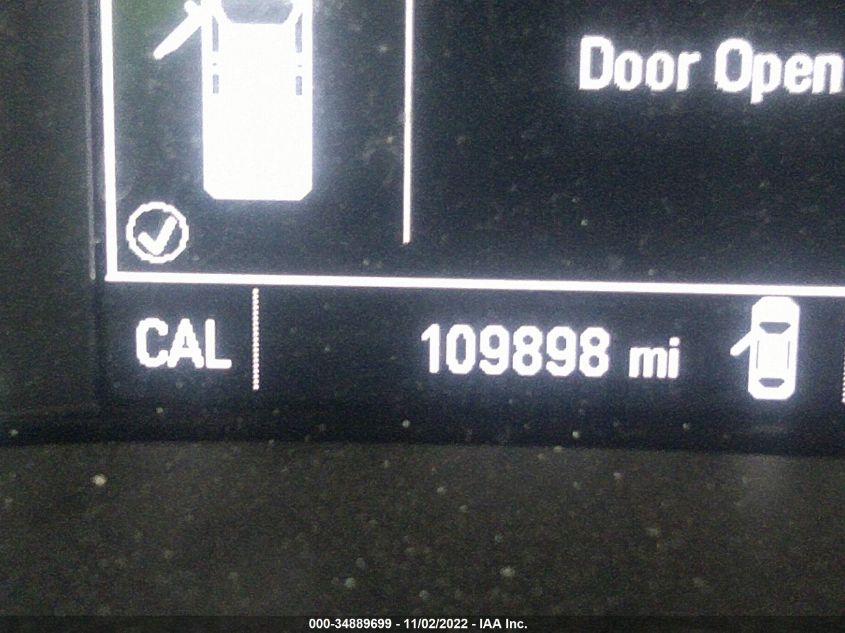 Door Open
CAL
109898 mi
000-34889699 - 11/02/2022 - IAA Inc.